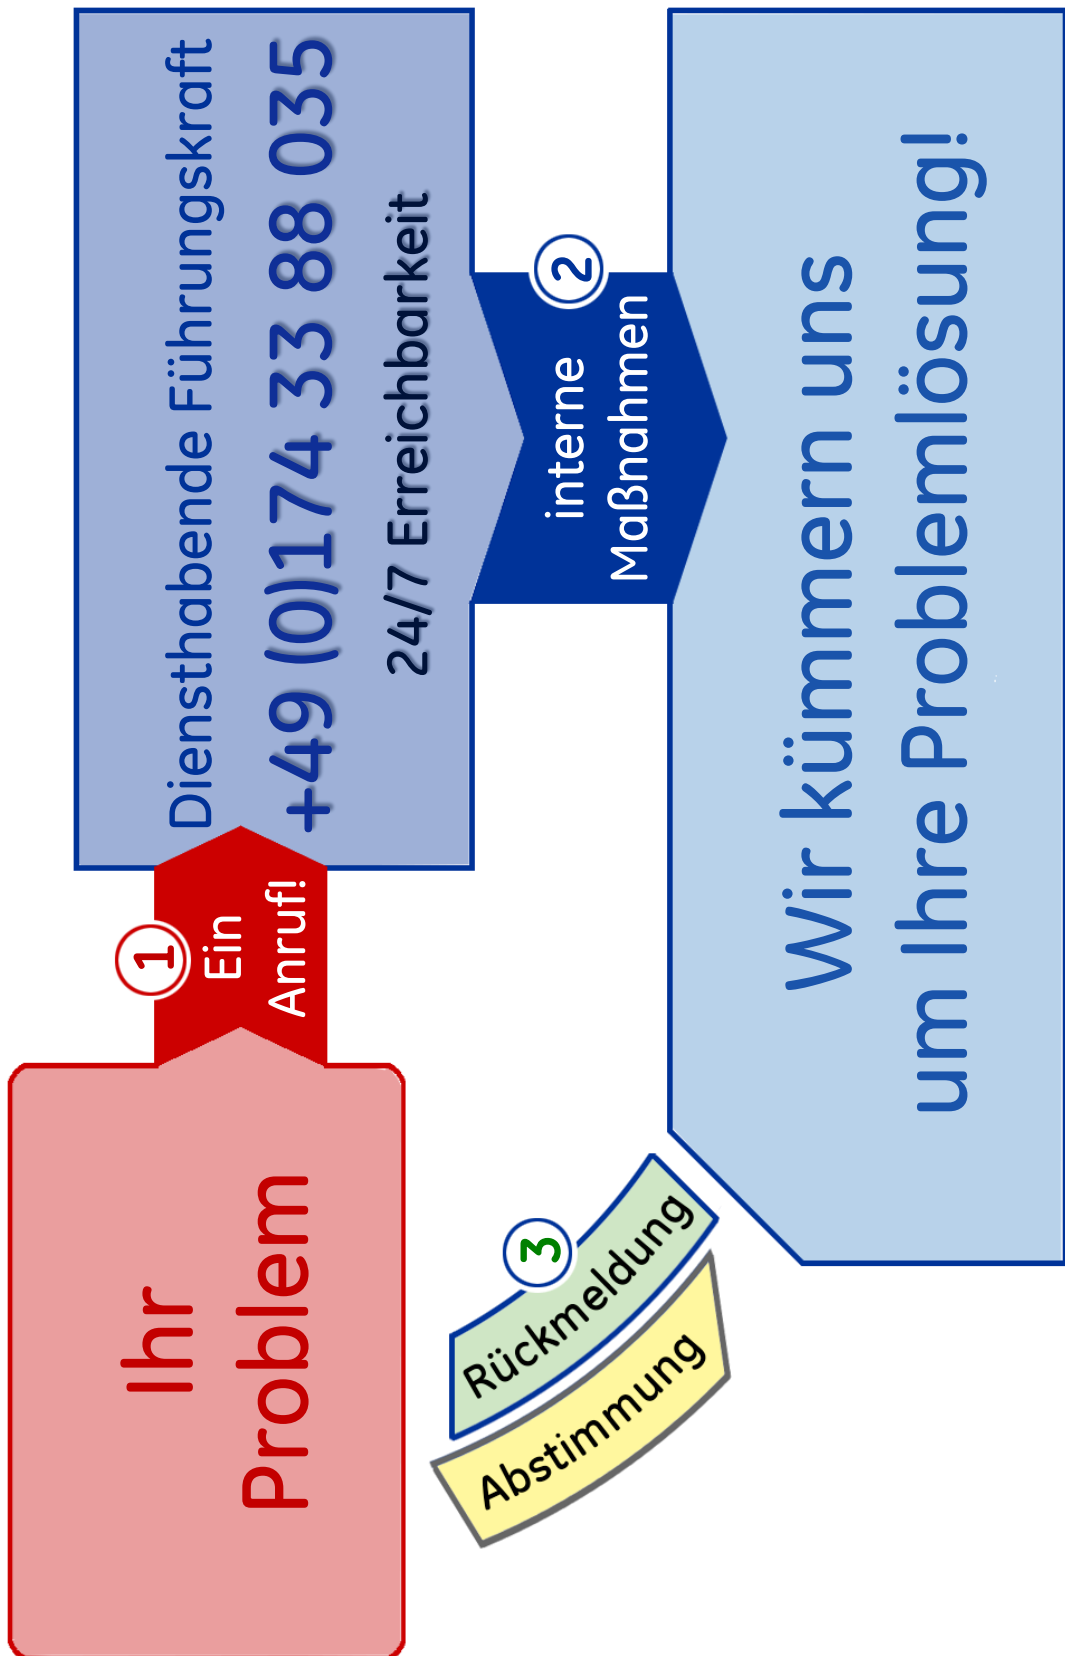 Ihr
Problem
1
Ein
Anruf!
Diensthabende Führungskraft
+49 (0)174 33 88 035
24/7 Erreichbarkeit
2
interne
Maßnahmen
Wir kümmern uns
um Ihre Problemlösung!
3
Rückmeldung
Abstimmung